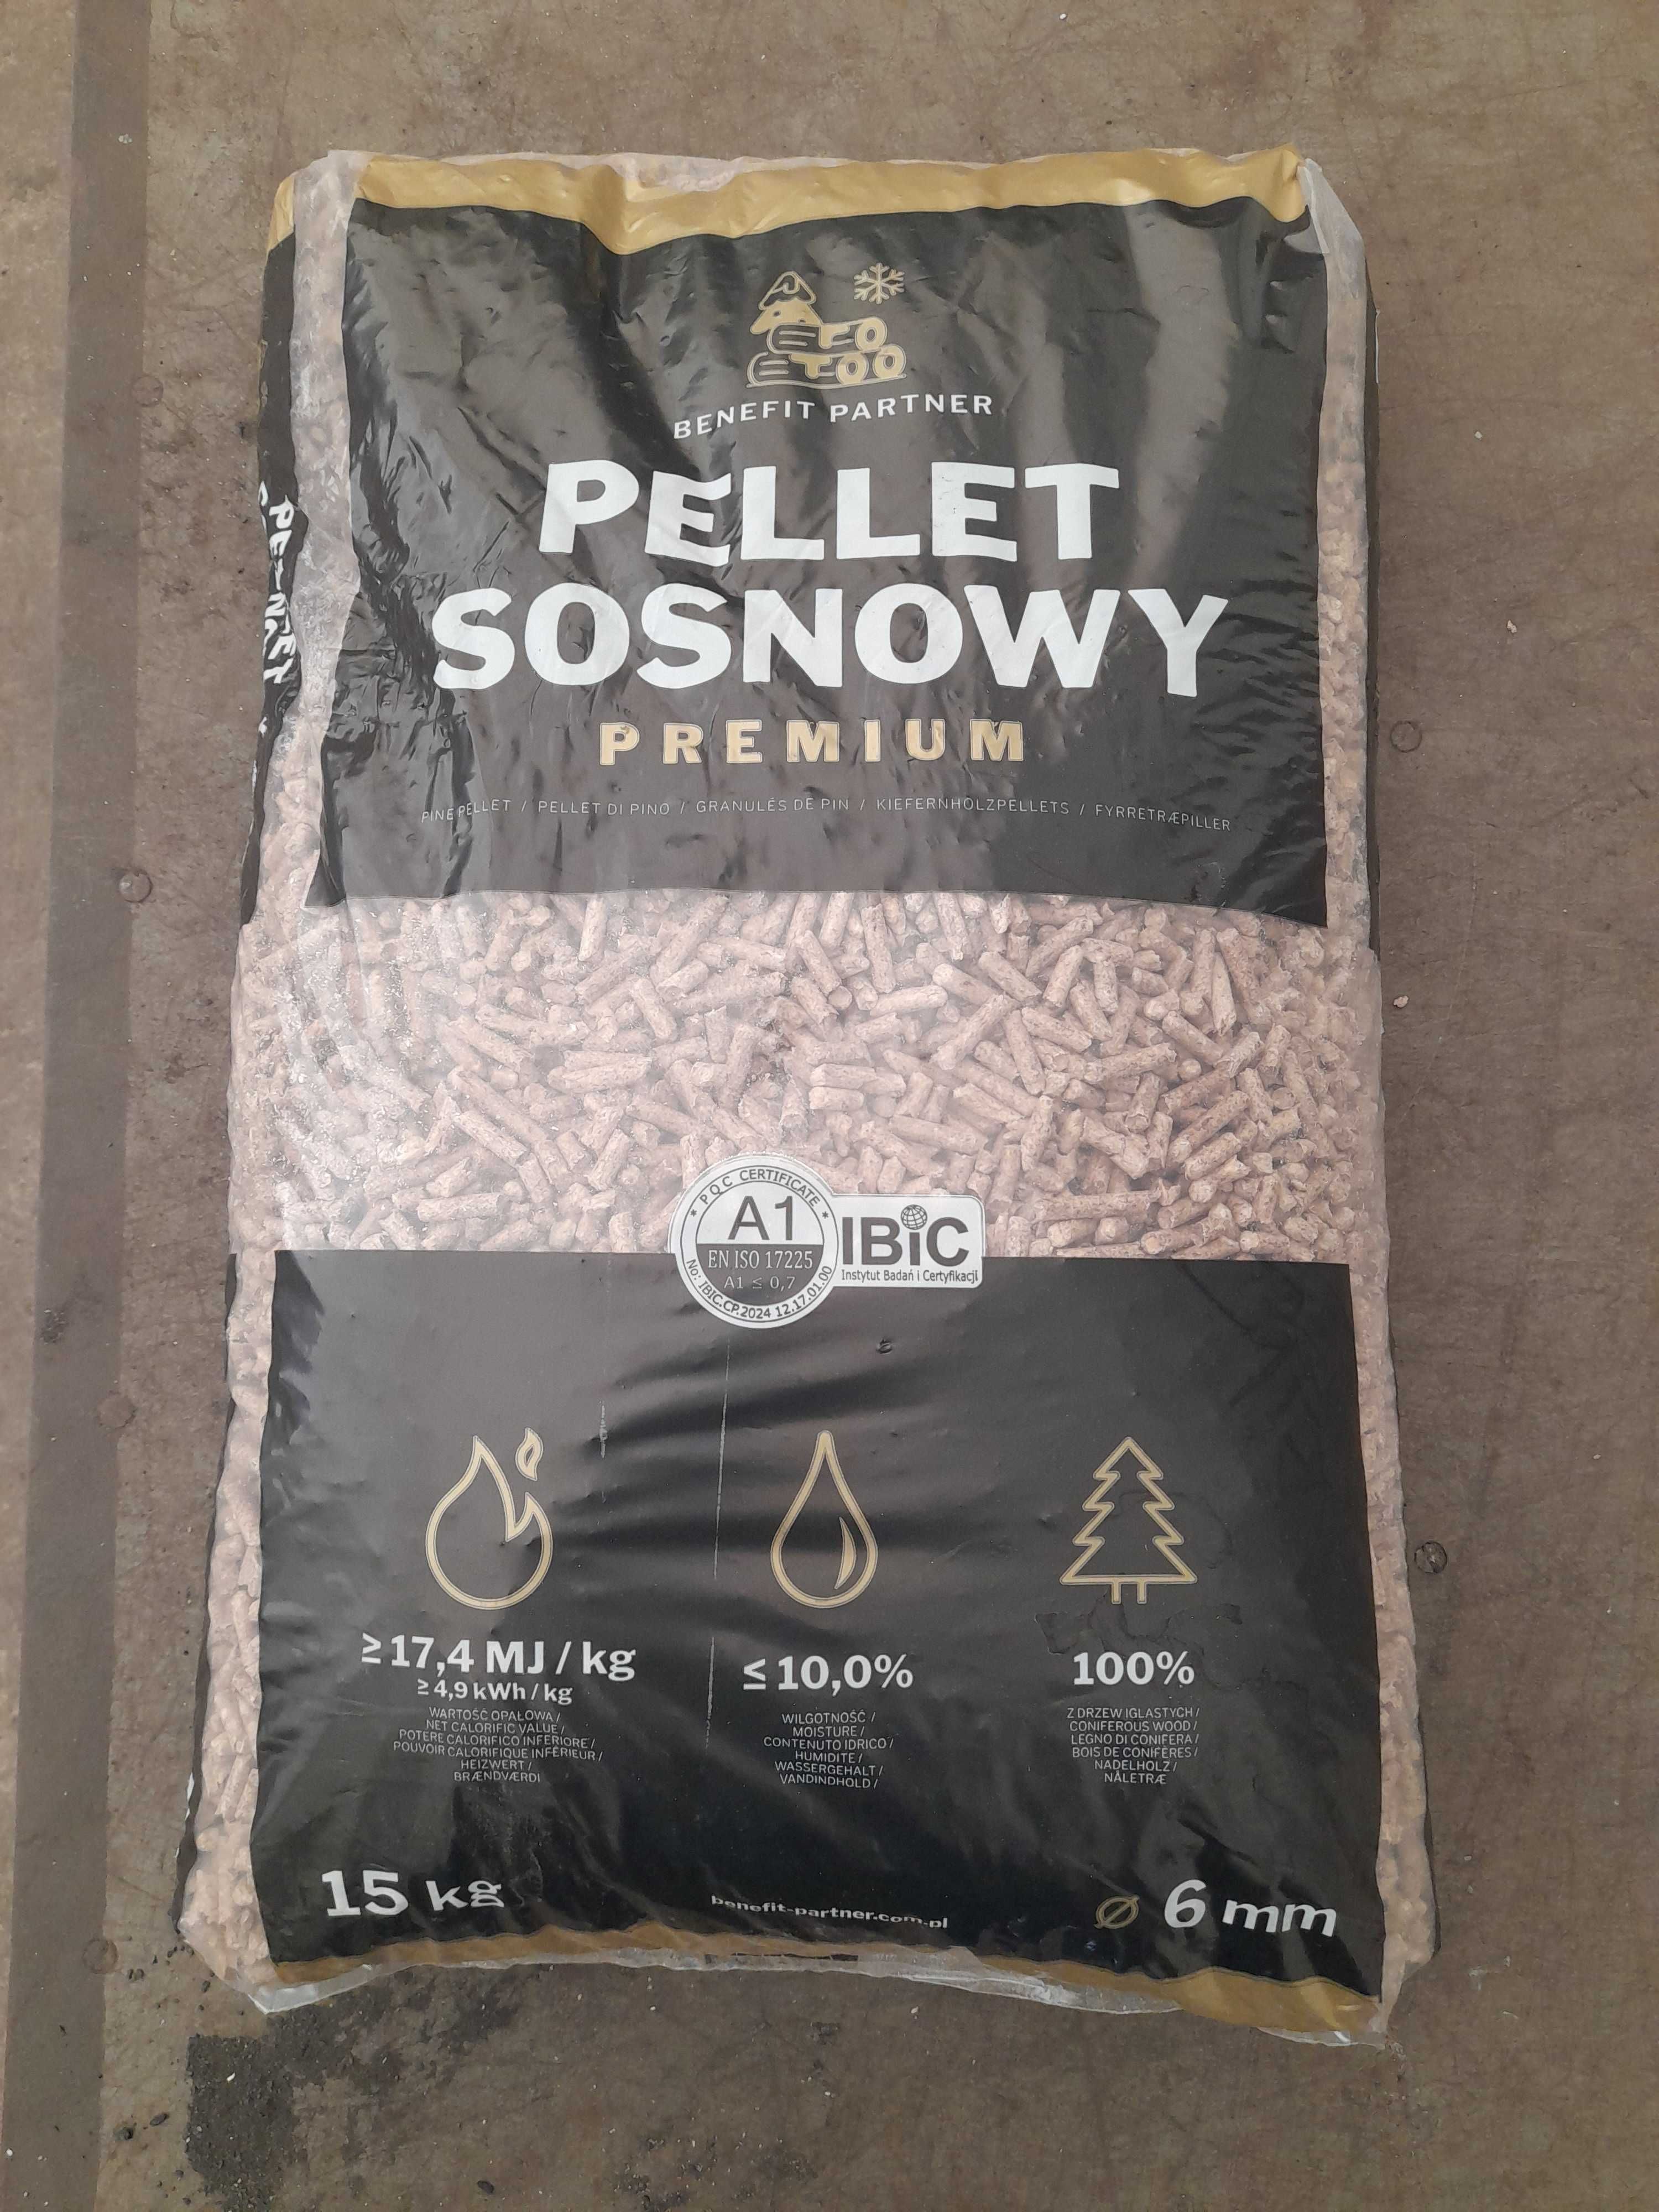 BENEFIT PARTNER
PELLET
SOSNOWY
PREMIUM
PINE PELLET / PELLET DI PINO / GRANULÉS DE PIN / KIEFERNHOLZPELLETS / FYRRETRÆPILLER
* PQC CERTIFICATE *
A1
EN ISO 17225
A1 ≤ 0,7
No: IBIC.CP.2024 12.17.01.00
IBiC
Instytut Badań i Certyfikacji
≥ 17,4 MJ / kg
≥ 4,9 kWh / kg
WARTOŚĆ OPAŁOWA /
NET CALORIFIC VALUE /
POTERE CALORIFICO INFERIORE /
POUVOIR CALORIFIQUE INFÉRIEUR /
HEIZWERT /
BRÆNDVÆRDI
≤ 10,0%
WILGOTNOŚĆ /
MOISTURE /
CONTENUTO IDRICO /
HUMIDITE /
WASSERGEHALT /
VANDINDHOLD /
100%
Z DRZEW IGLASTYCH /
CONIFEROUS WOOD /
LEGNO DI CONIFERA /
BOIS DE CONIFÈRES /
NADELHOLZ /
NÅLETRÆ
15 kg
benefit-partner.com.pl
Ø 6 mm